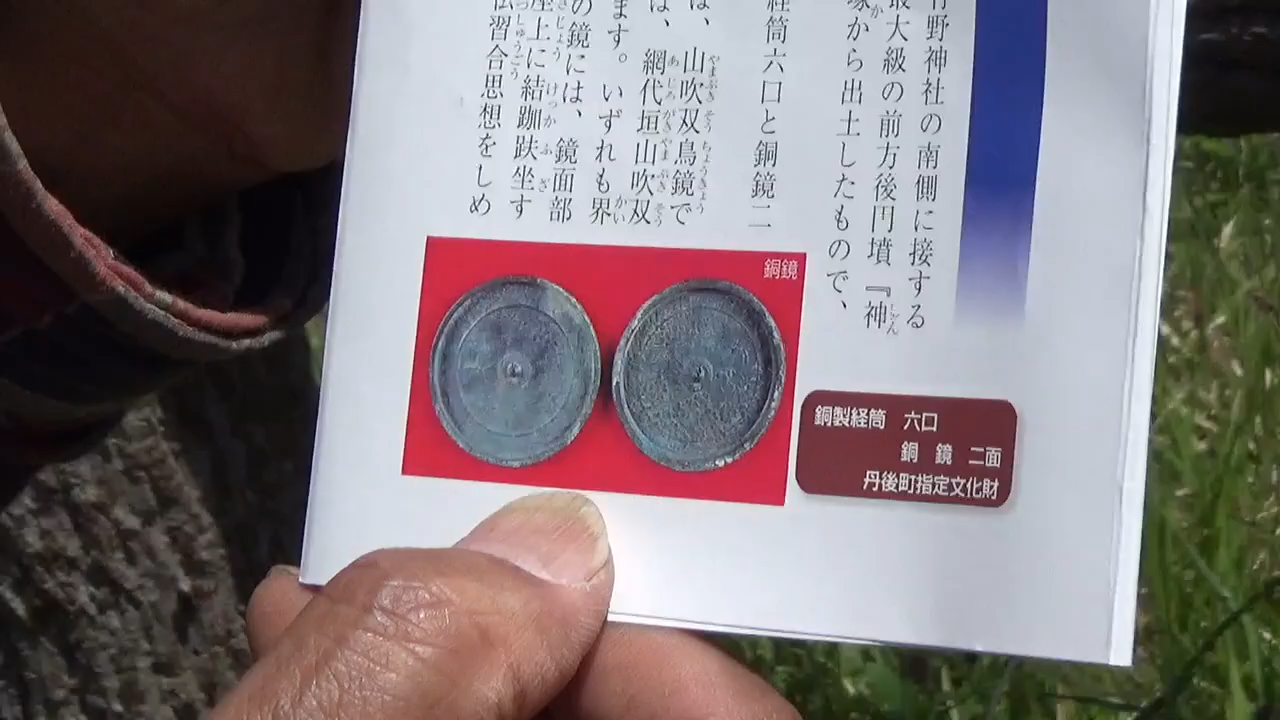 野神社の南側に接する
最大級の前方後円墳『神
から出土したもので、
経筒六口と銅鏡二
は、山吹双鳥鏡で
は、網代垣山吹双
ます。いずれも界
の鏡には、鏡面部
座上に結跏趺坐す
仏習合思想をしめ
銅鏡
銅製経筒 六口
銅 鏡 二面
丹後町指定文化財